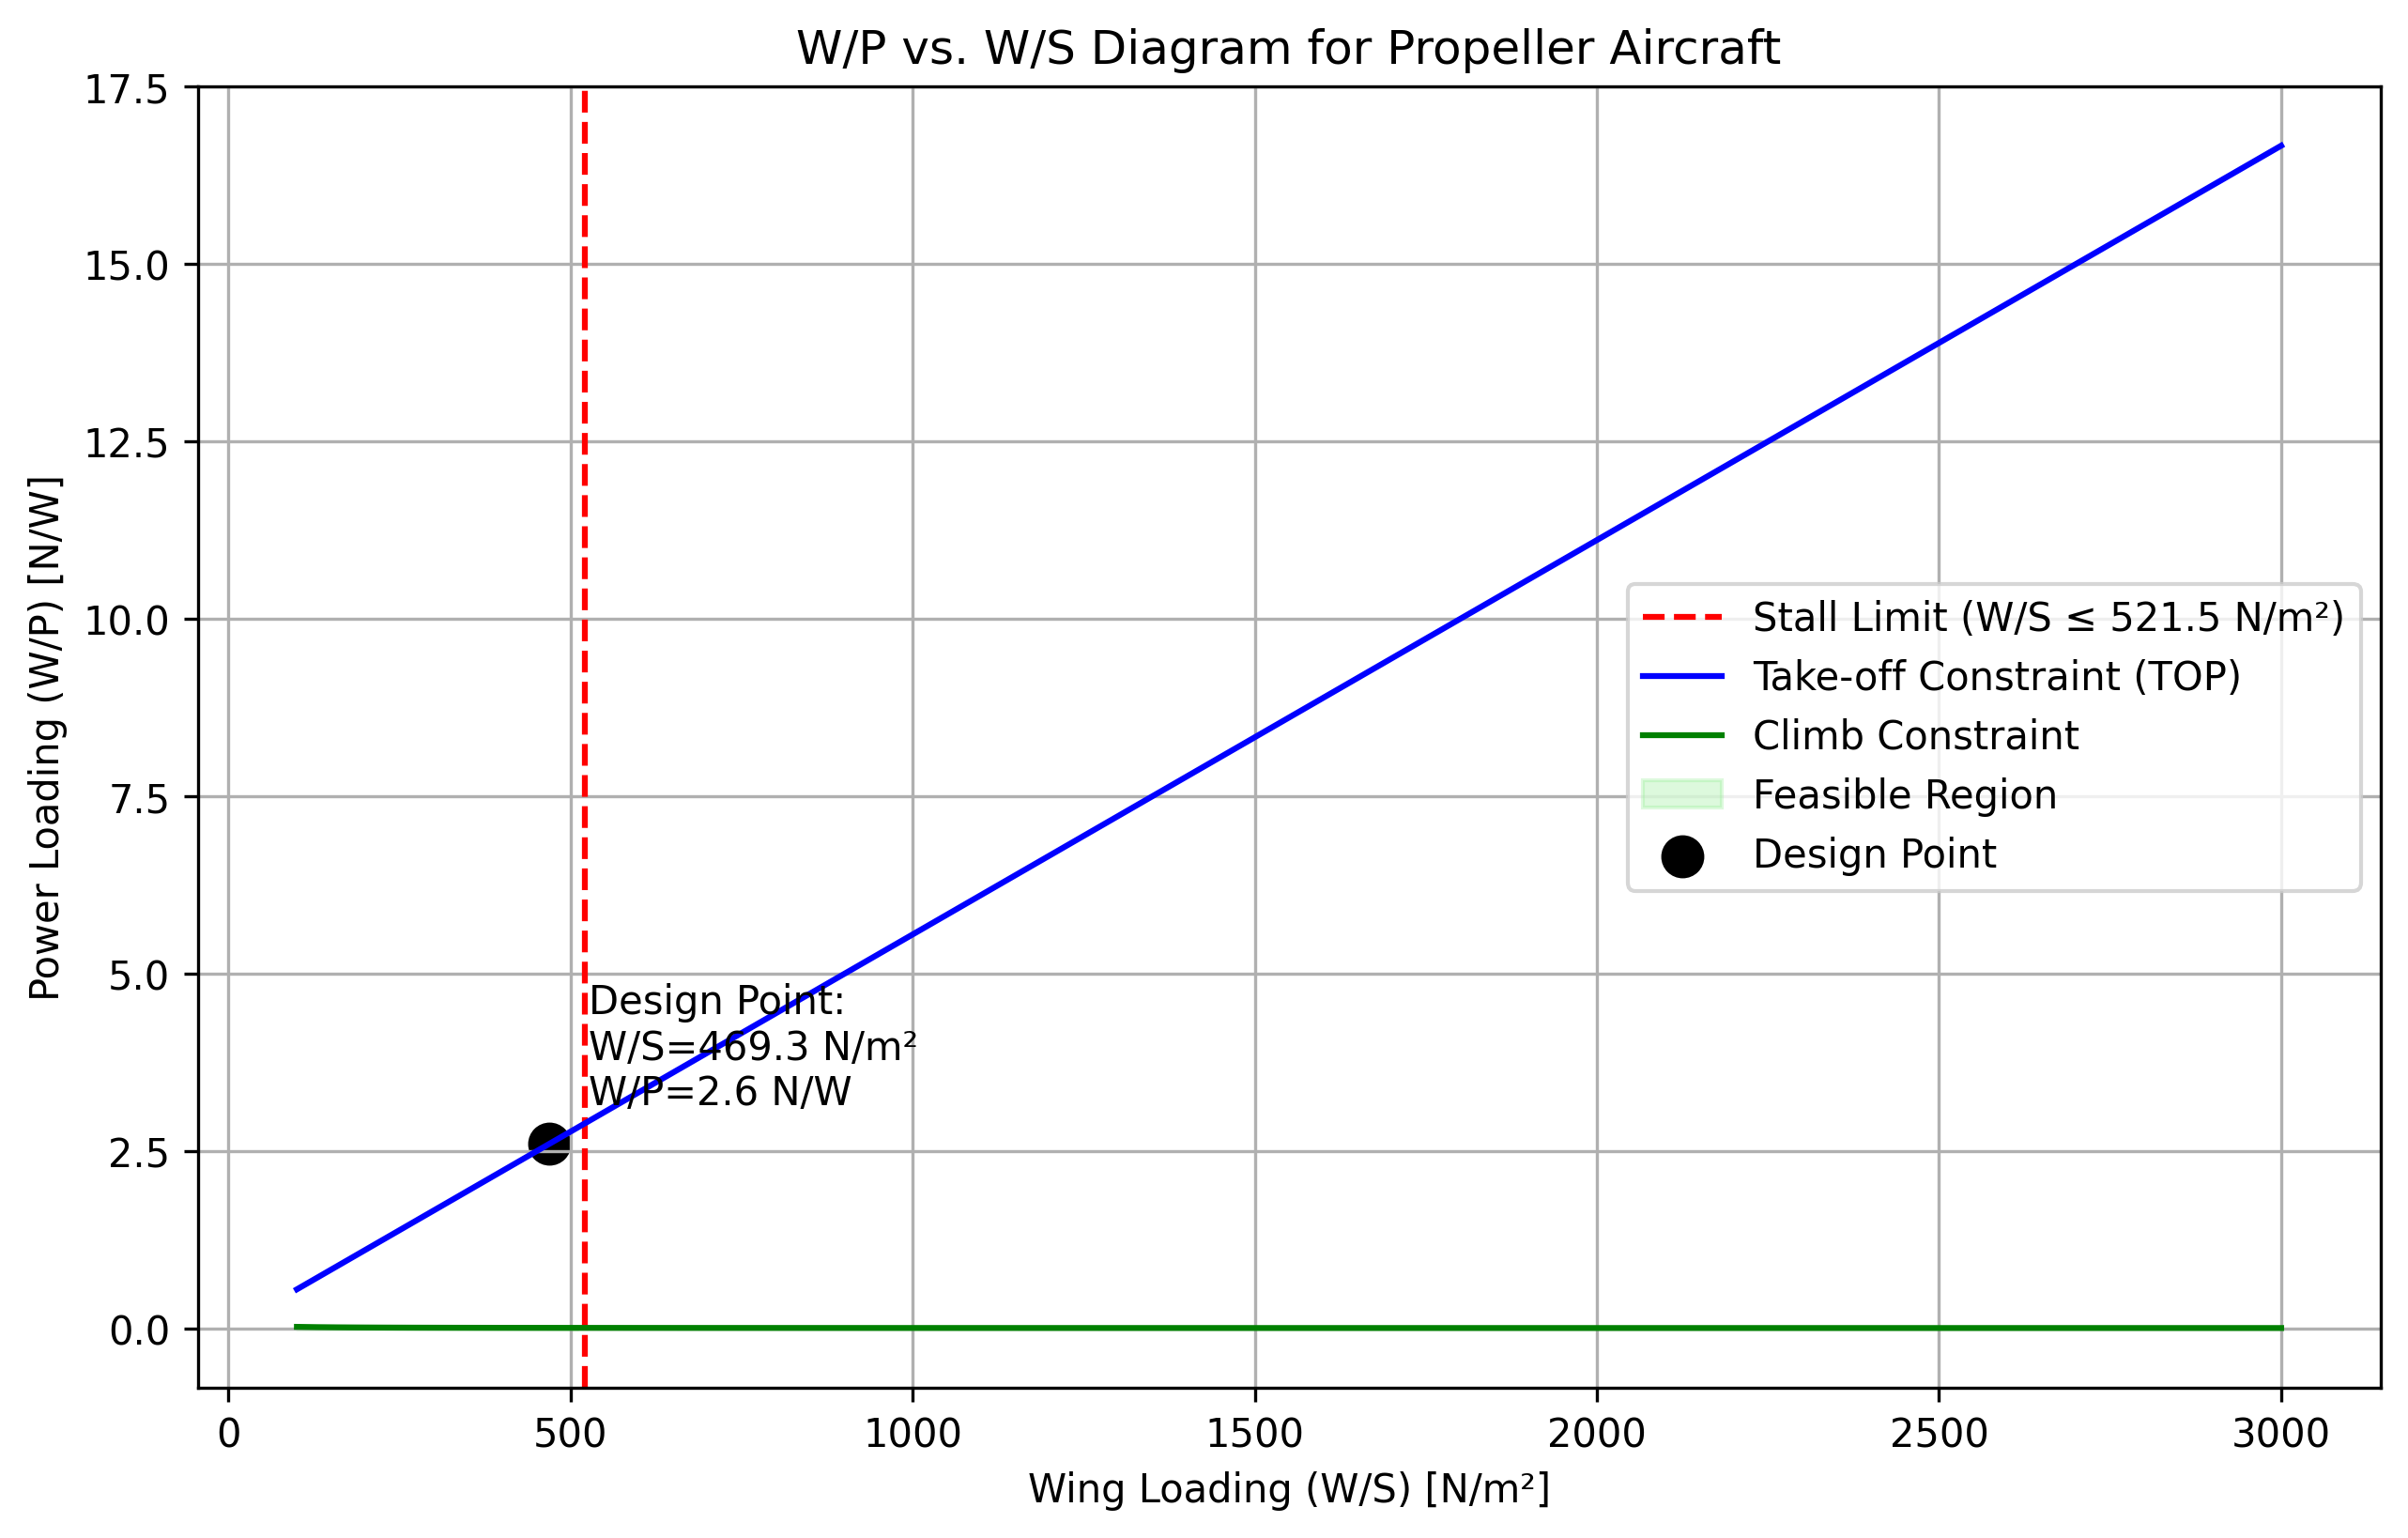 W/P vs. W/S Diagram for Propeller Aircraft
Power Loading (W/P) [N/W]
17.5
15.0
12.5
10.0
7.5
5.0
2.5
0.0
Stall Limit (W/S ≤ 521.5 N/m²)
Take-off Constraint (TOP)
Climb Constraint
Feasible Region
Design Point
Design Point:
W/S=469.3 N/m²
W/P=2.6 N/W
0 500 1000 1500 2000 2500 3000
Wing Loading (W/S) [N/m²]